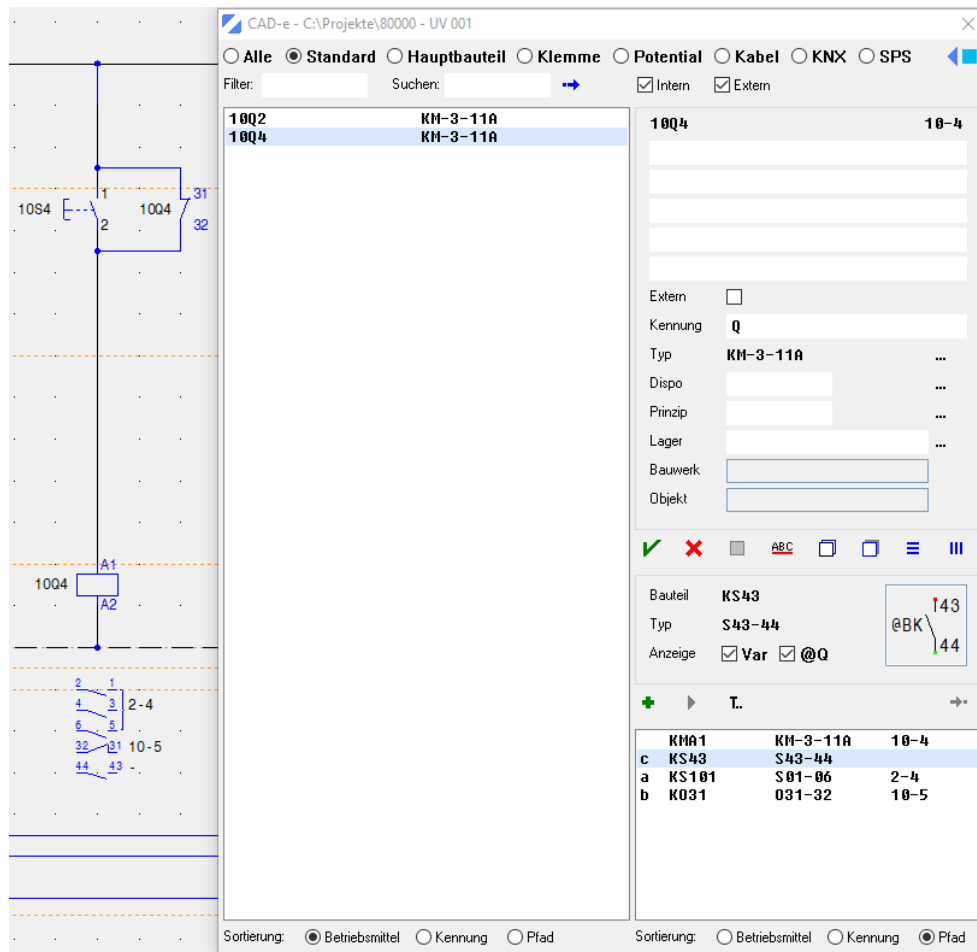 CAD-e - C:\Projekte\80000 - UV 001
Alle Standard Hauptbauteil Klemme Potential Kabel KNX SPS
Filter: Suchen: Intern Extern
10Q2 KM-3-11A
10Q4 KM-3-11A
10Q4 10-4
Extern
Kennung Q
Typ KM-3-11A ...
Dispo ...
Prinzip ...
Lager ...
Bauwerk
Objekt
ABC
Bauteil KS43
Typ S43-44
Anzeige Var @Q
43
@BK
44
T..
KMA1 KM-3-11A 10-4
c KS43 S43-44
a KS101 S01-06 2-4
b KO31 O31-32 10-5
Sortierung: Betriebsmittel Kennung Pfad
Sortierung: Betriebsmittel Kennung Pfad
1 31
10S4 10Q4
2 32
A1
10Q4
A2
2 1
4 3 2-4
6 5
32 31 10-5
44 43 -